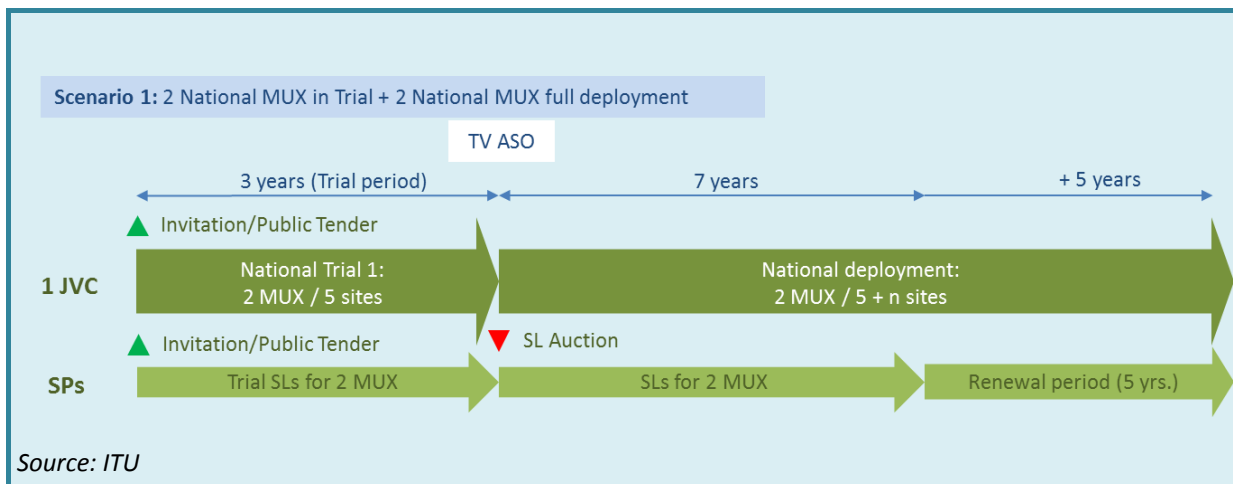 Scenario 1: 2 National MUX in Trial + 2 National MUX full deployment
TV ASO
3 years (Trial period)
7 years
+ 5 years
Invitation/Public Tender
1 JVC
National Trial 1:
2 MUX / 5 sites
National deployment:
2 MUX / 5 + n sites
Invitation/Public Tender
SL Auction
SPs
Trial SLs for 2 MUX
SLs for 2 MUX
Renewal period (5 yrs.)
Source: ITU